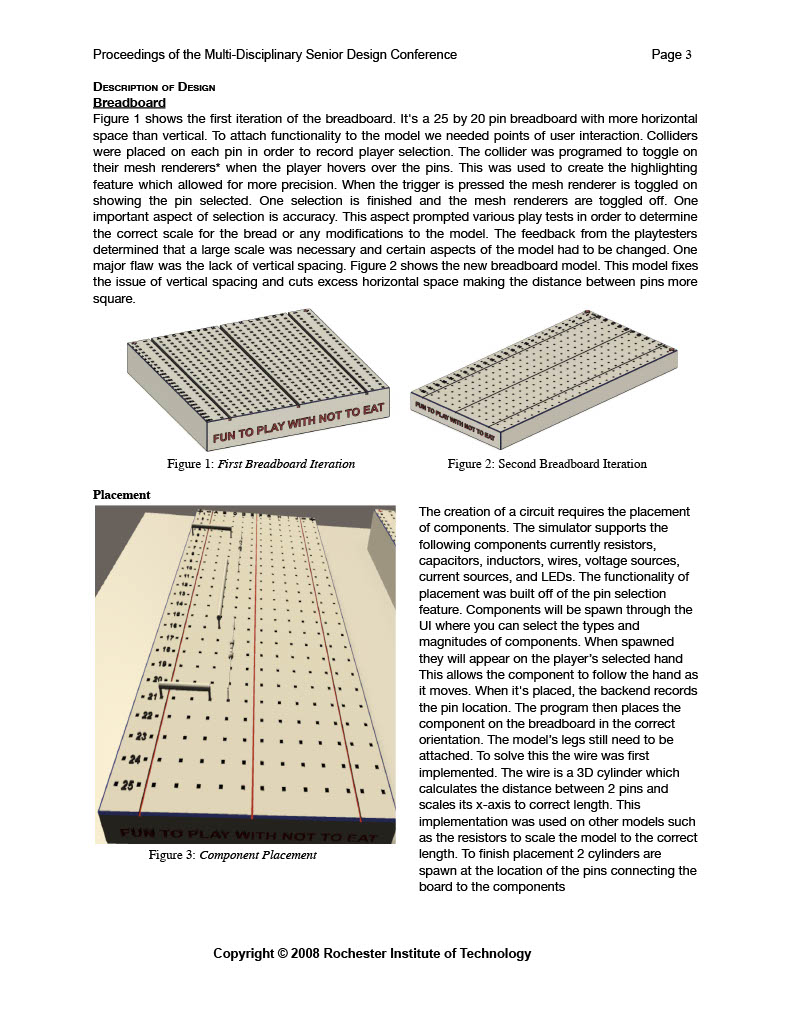 Proceedings of the Multi-Disciplinary Senior Design Conference Page 3
DESCRIPTION OF DESIGN
Breadboard
Figure 1 shows the first iteration of the breadboard. It's a 25 by 20 pin breadboard with more horizontal
space than vertical. To attach functionality to the model we needed points of user interaction. Colliders
were placed on each pin in order to record player selection. The collider was programed to toggle on
their mesh renderers* when the player hovers over the pins. This was used to create the highlighting
feature which allowed for more precision. When the trigger is pressed the mesh renderer is toggled on
showing the pin selected. One selection is finished and the mesh renderers are toggled off. One
important aspect of selection is accuracy. This aspect prompted various play tests in order to determine
the correct scale for the bread or any modifications to the model. The feedback from the playtesters
determined that a large scale was necessary and certain aspects of the model had to be changed. One
major flaw was the lack of vertical spacing. Figure 2 shows the new breadboard model. This model fixes
the issue of vertical spacing and cuts excess horizontal space making the distance between pins more
square.
FUN TO PLAY WITH NOT TO EAT
FUN TO PLAY WITH NOT TO EAT
Figure 1: First Breadboard Iteration
Figure 2: Second Breadboard Iteration
Placement
11
13
14
15
16
17
18
19
20
21
22
23
24
25
FUN TO PLAY WITH NOT TO EAT
Figure 3: Component Placement
The creation of a circuit requires the placement
of components. The simulator supports the
following components currently resistors,
capacitors, inductors, wires, voltage sources,
current sources, and LEDs. The functionality of
placement was built off of the pin selection
feature. Components will be spawn through the
UI where you can select the types and
magnitudes of components. When spawned
they will appear on the player's selected hand
This allows the component to follow the hand as
it moves. When it's placed, the backend records
the pin location. The program then places the
component on the breadboard in the correct
orientation. The model's legs still need to be
attached. To solve this the wire was first
implemented. The wire is a 3D cylinder which
calculates the distance between 2 pins and
scales its x-axis to correct length. This
implementation was used on other models such
as the resistors to scale the model to the correct
length. To finish placement 2 cylinders are
spawn at the location of the pins connecting the
board to the components
Copyright © 2008 Rochester Institute of Technology